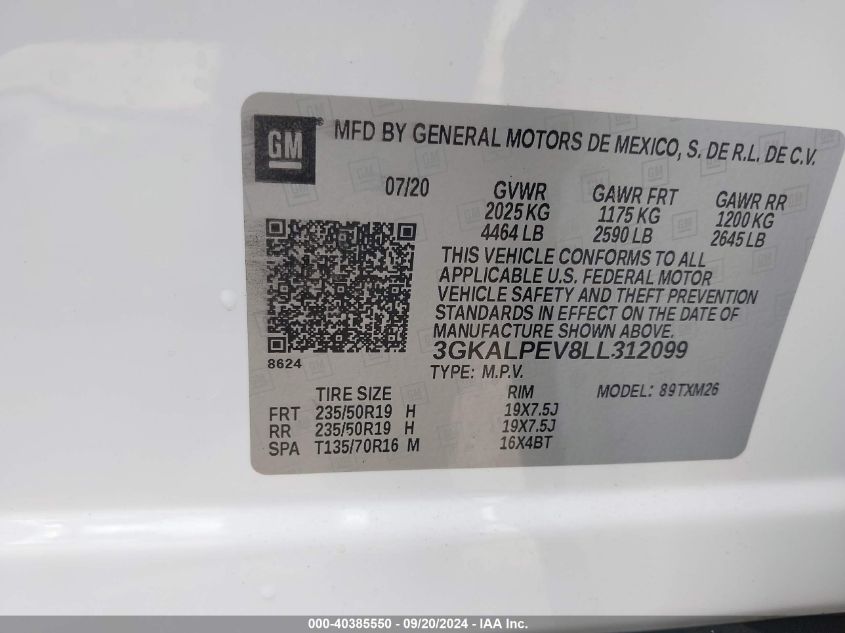 GM ® MFD BY GENERAL MOTORS DE MEXICO, S. DE R.L. DE C.V.
07/20 GVWR GAWR FRT GAWR RR
2025 KG 1175 KG 1200 KG
4464 LB 2590 LB 2645 LB
THIS VEHICLE CONFORMS TO ALL
APPLICABLE U.S. FEDERAL MOTOR
VEHICLE SAFETY AND THEFT PREVENTION
STANDARDS IN EFFECT ON THE DATE OF
MANUFACTURE SHOWN ABOVE.
3GKALPEV8LL312099
8624
TYPE: M.P.V. MODEL: 89TXM26
TIRE SIZE RIM
FRT 235/50R19 H 19X7.5J
RR 235/50R19 H 19X7.5J
SPA T135/70R16 M 16X4BT
000-40385550 - 09/20/2024 - IAAI.com